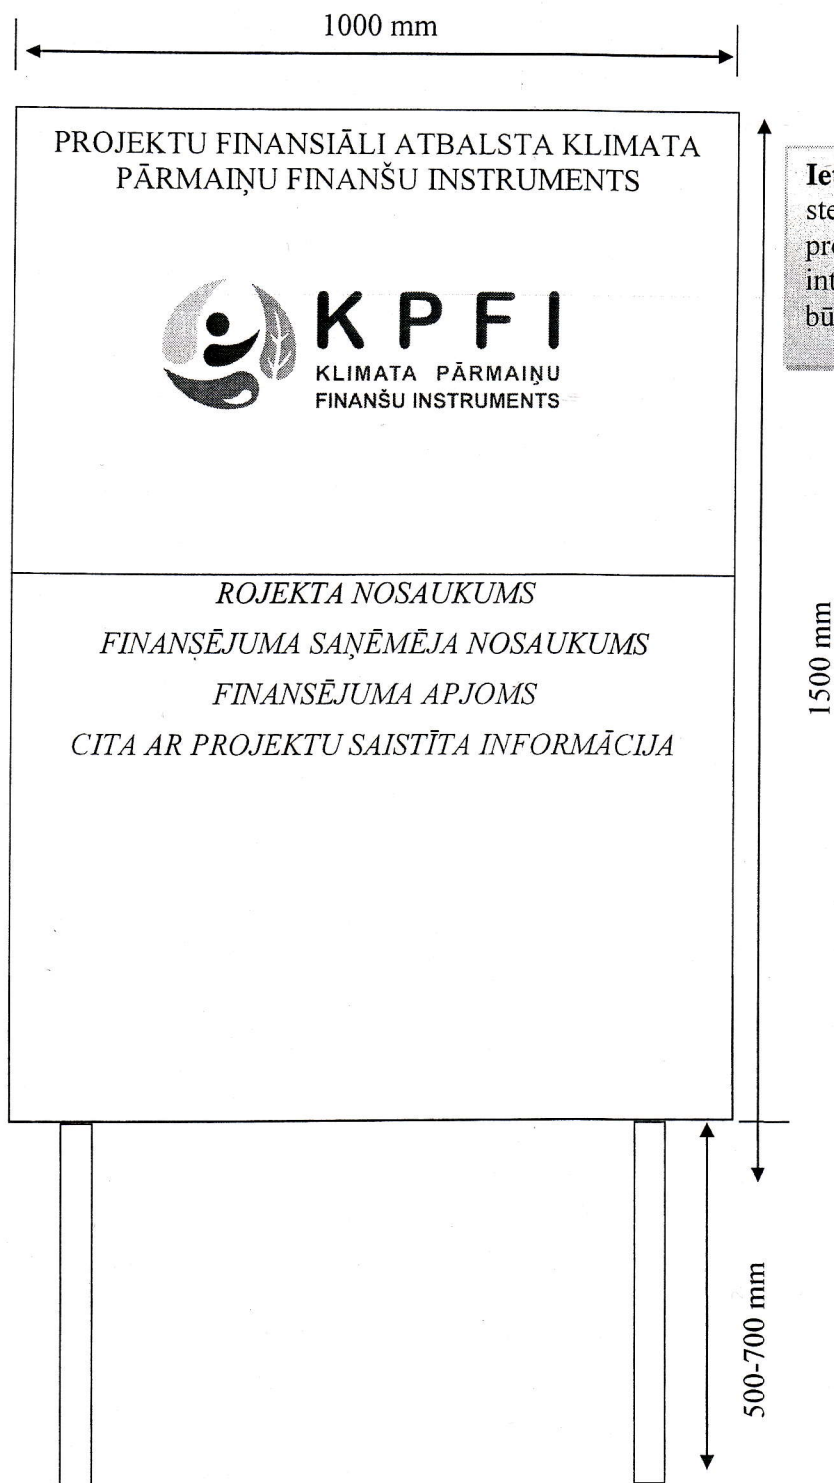 1000 mm
PROJEKTU FINANSIĀLI ATBALSTA KLIMATA
PĀRMAIŅU FINANŠU INSTRUMENTS
KPFI
KLIMATA PĀRMAIŅU
FINANŠU INSTRUMENTS
ROJEKTA NOSAUKUMS
FINANSĒJUMA SAŅĒMĒJA NOSAUKUMS
FINANSĒJUMA APJOMS
CITA AR PROJEKTU SAISTĪTA INFORMĀCIJA
1500 mm
500-700 mm